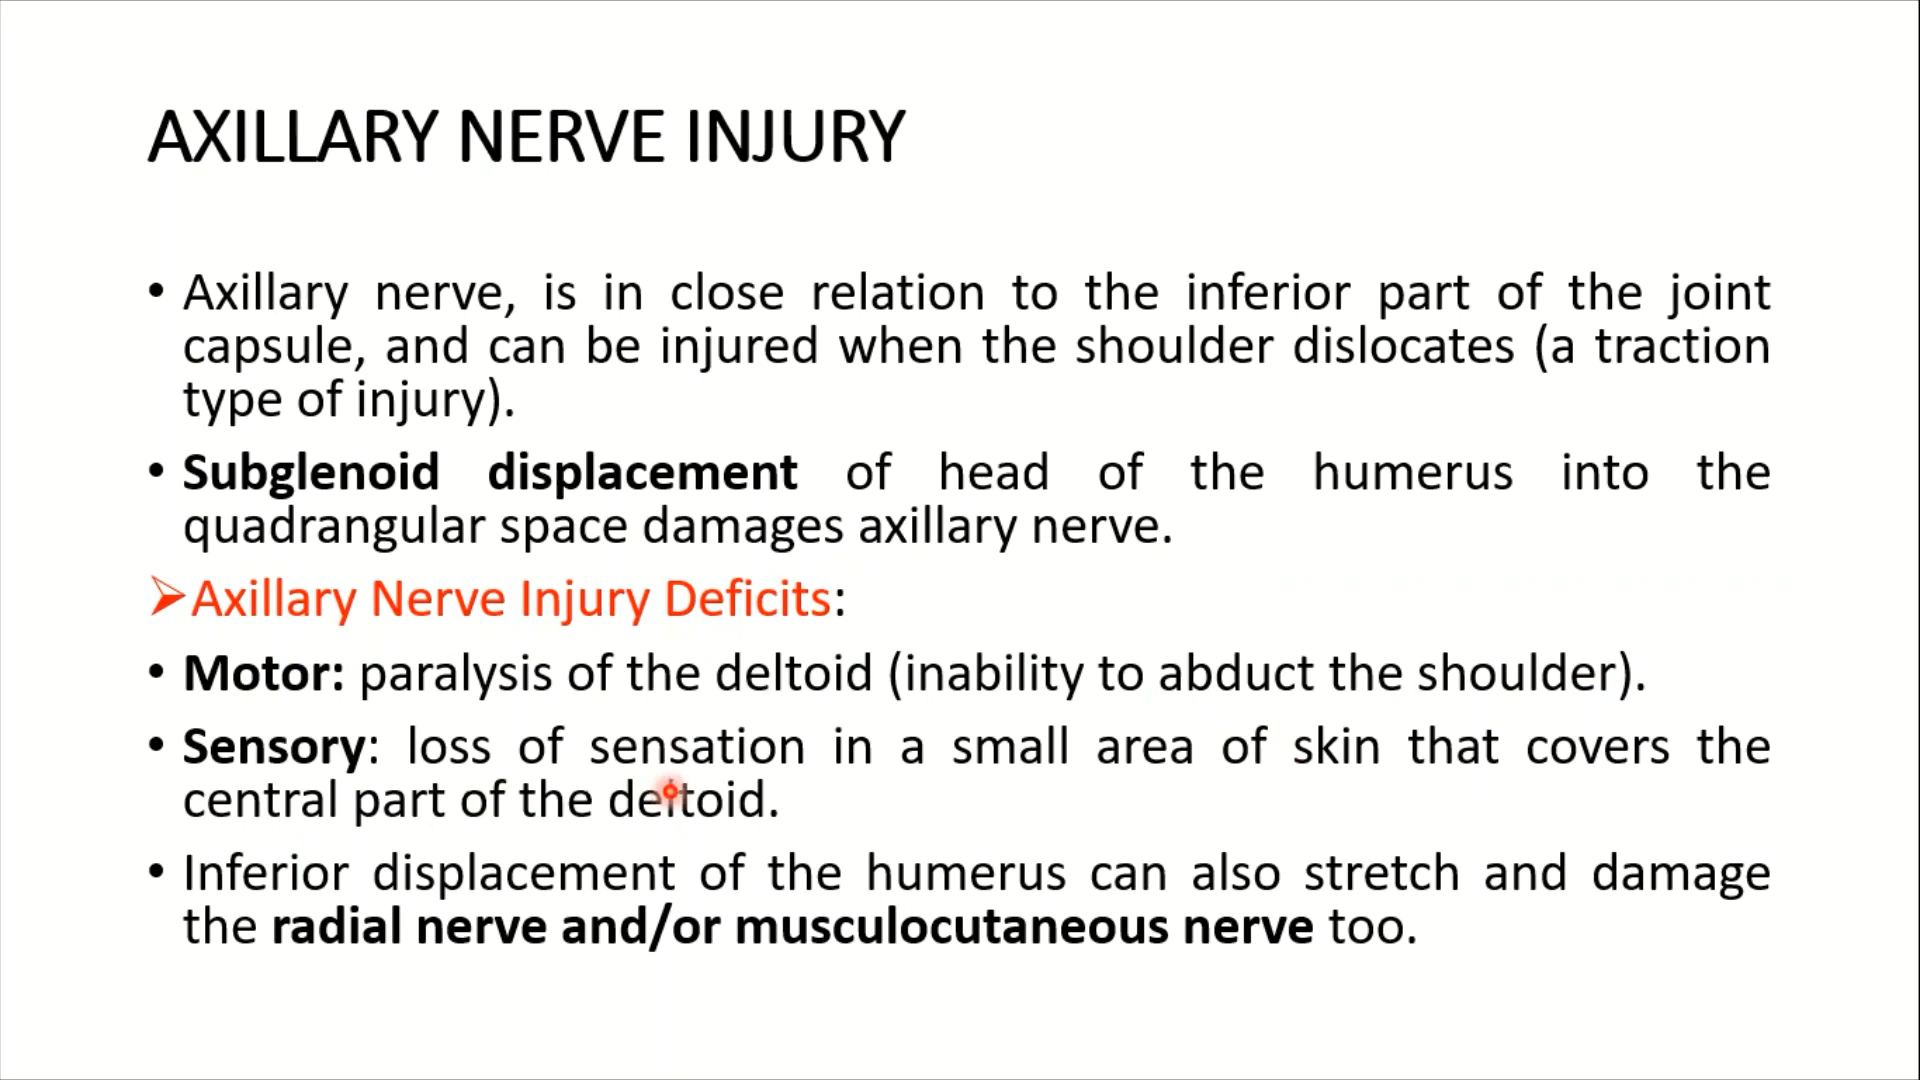 AXILLARY NERVE INJURY
• Axillary nerve, is in close relation to the inferior part of the joint
capsule, and can be injured when the shoulder dislocates (a traction
type of injury).
• Subglenoid displacement of head of the humerus into the
quadrangular space damages axillary nerve.
➢Axillary Nerve Injury Deficits:
• Motor: paralysis of the deltoid (inability to abduct the shoulder).
• Sensory: loss of sensation in a small area of skin that covers the
central part of the deltoid.
• Inferior displacement of the humerus can also stretch and damage
the radial nerve and/or musculocutaneous nerve too.